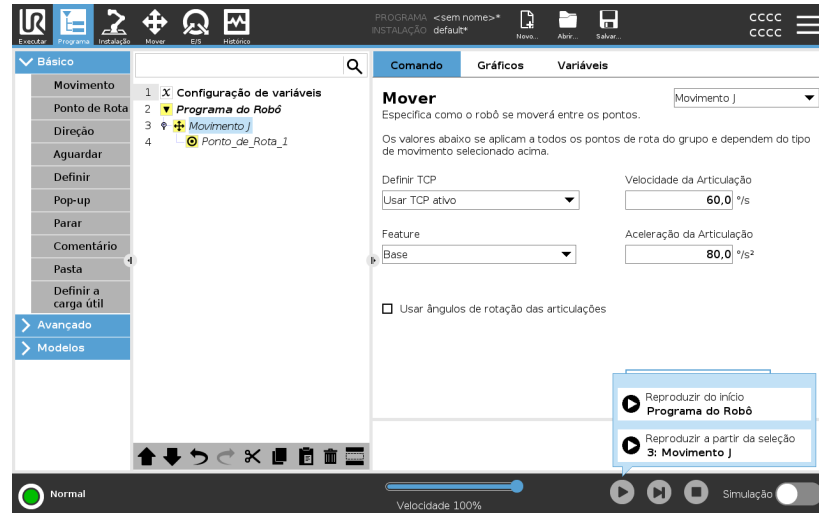 UR
Executar
Programa
Instalação
Mover
E/S
Histórico
PROGRAMA <sem nome>*
INSTALAÇÃO default*
Novo...
Abrir...
Salvar...
cccc
cccc
Básico
Movimento
Ponto de Rota
Direção
Aguardar
Definir
Pop-up
Parar
Comentário
Pasta
Definir a
carga útil
Avançado
Modelos
1 X Configuração de variáveis
2 Programa do Robô
3 Movimento J
4 Ponto_de_Rota_1
Comando Gráficos Variáveis
Mover
Movimento J
Especifica como o robô se moverá entre os pontos.
Os valores abaixo se aplicam a todos os pontos de rota do grupo e dependem do tipo
de movimento selecionado acima.
Definir TCP
Usar TCP ativo
Velocidade da Articulação
60,0 °/s
Feature
Base
Aceleração da Articulação
80,0 °/s²
Usar ângulos de rotação das articulações
Reproduzir do início
Programa do Robô
Reproduzir a partir da seleção
3: Movimento J
Normal
Velocidade 100%
Simulação